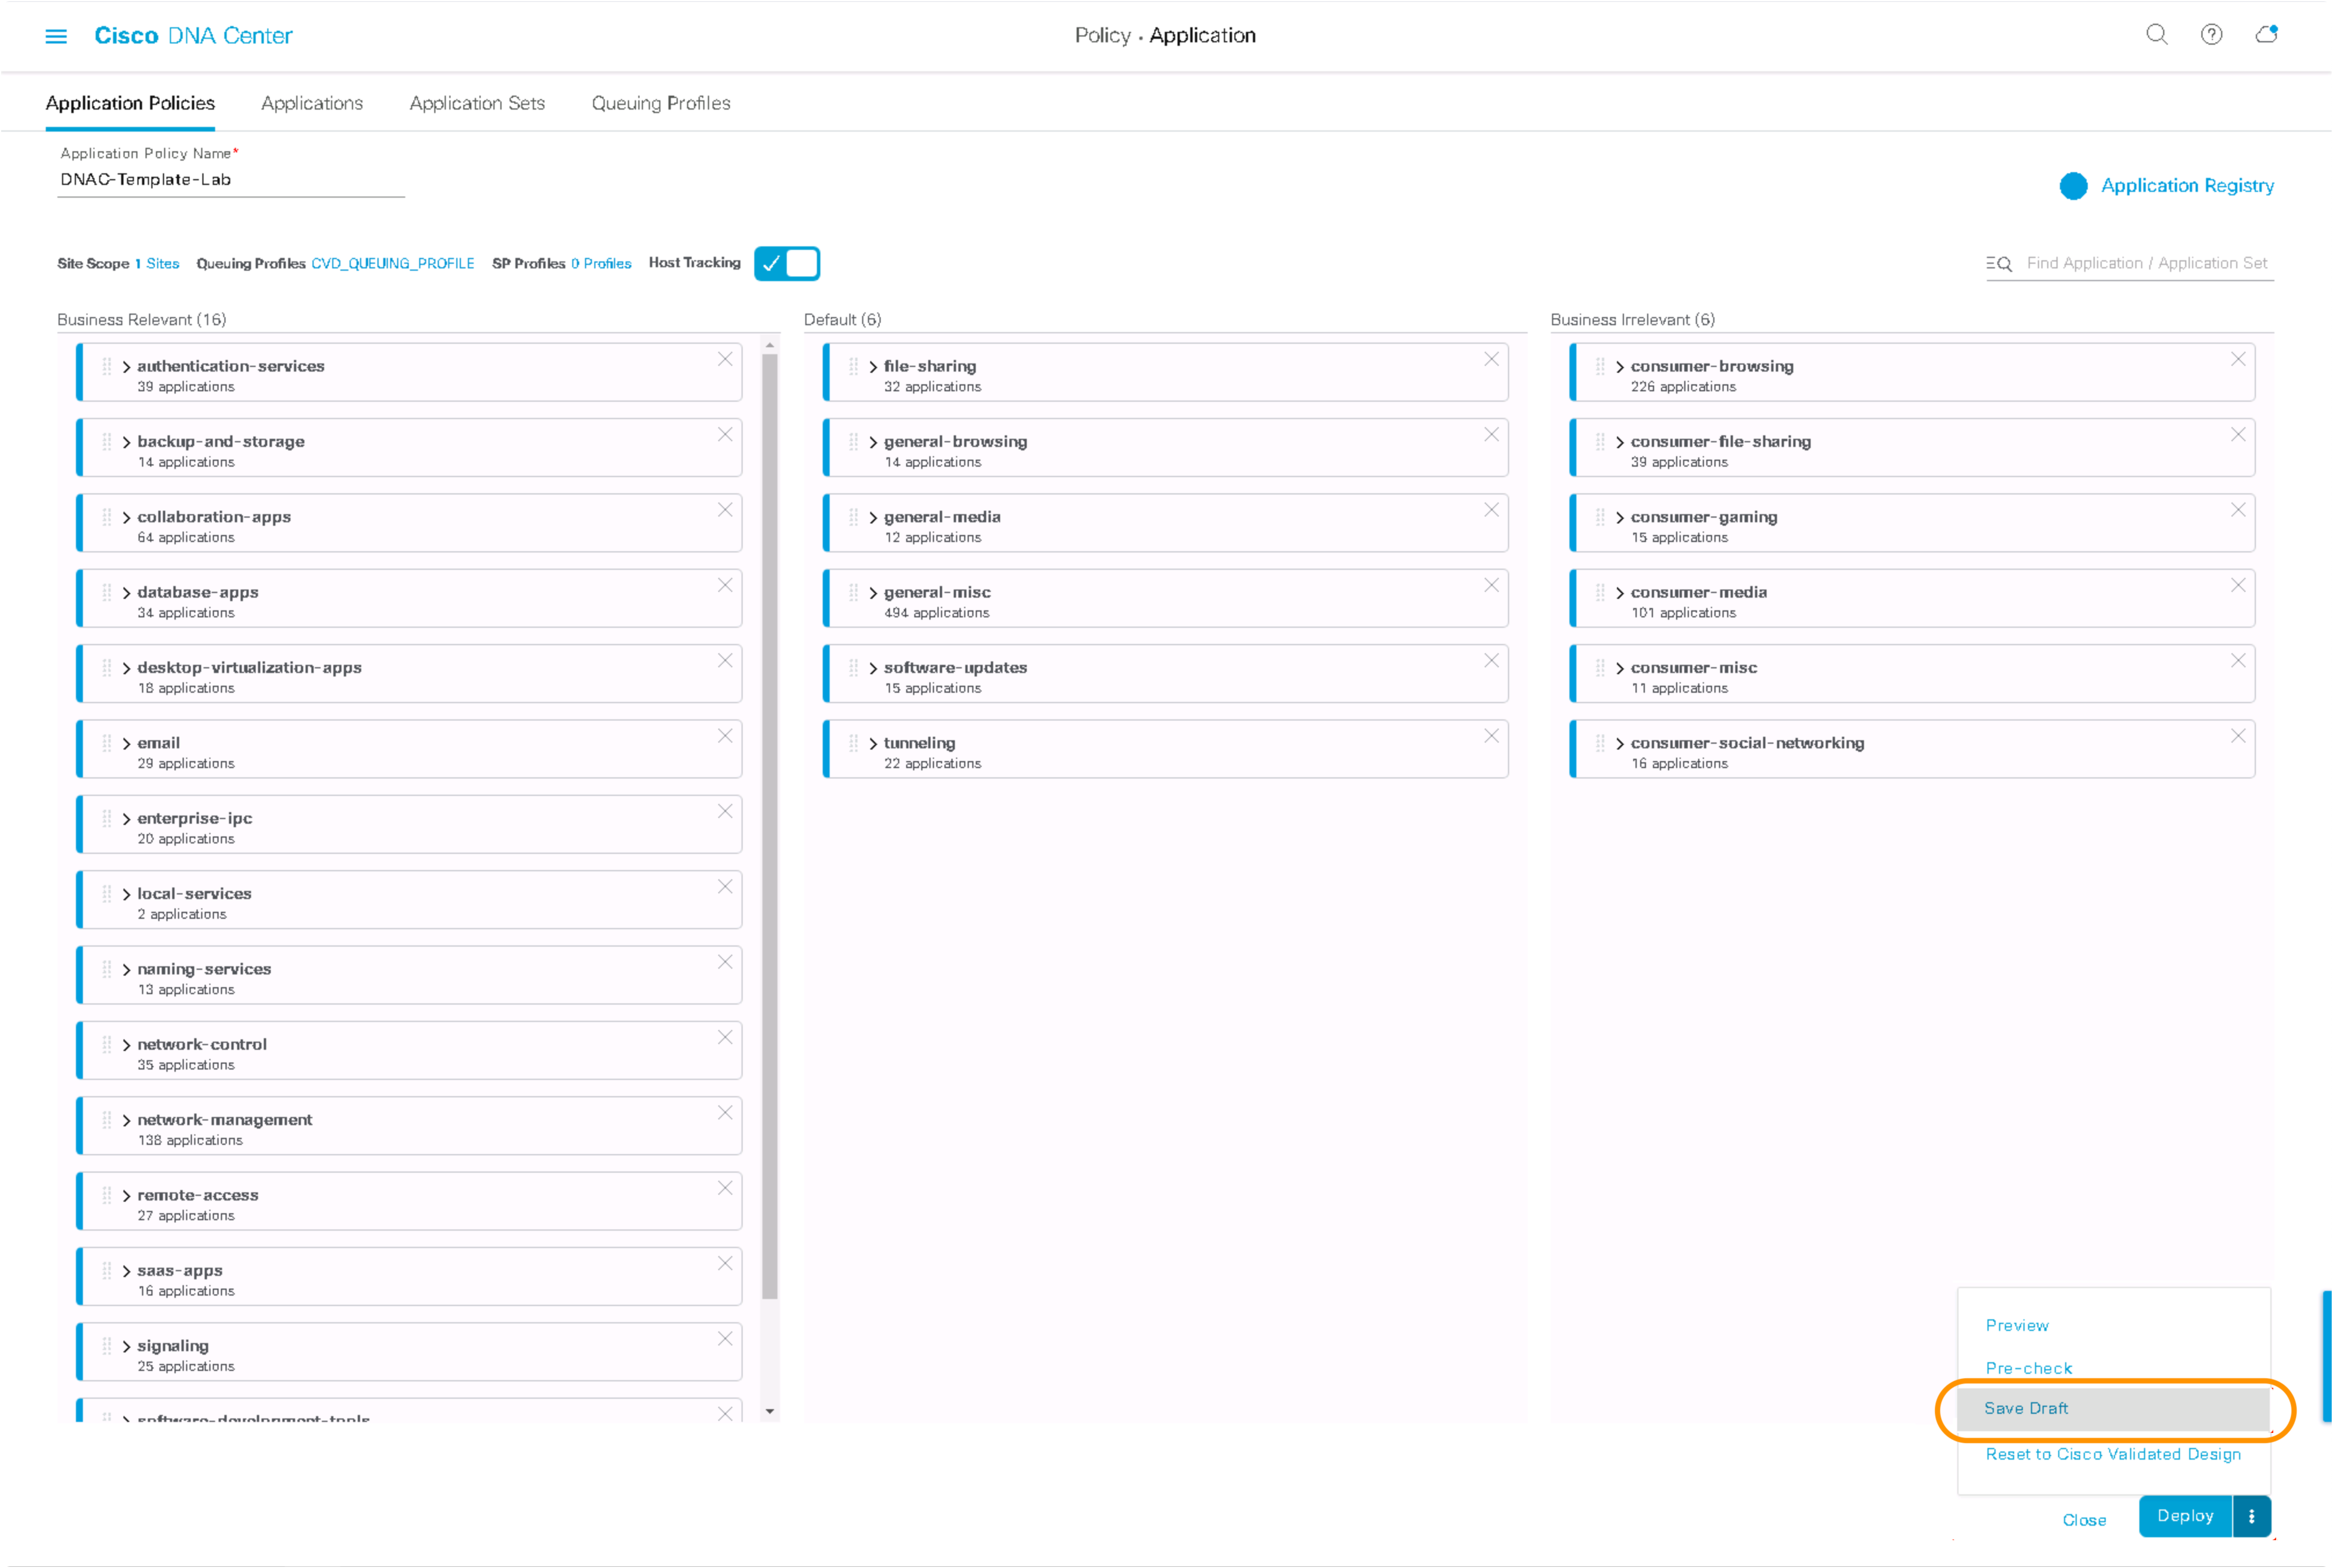 Cisco DNA Center
Policy • Application
Application Policies
Applications
Application Sets
Queuing Profiles
Application Policy Name*
DNAC-Template-Lab
Application Registry
Site Scope 1 Sites
Queuing Profiles CVD_QUEUING_PROFILE
SP Profiles 0 Profiles
Host Tracking
Find Application / Application Set
Business Relevant (16)
authentication-services
39 applications
backup-and-storage
14 applications
collaboration-apps
64 applications
database-apps
34 applications
desktop-virtualization-apps
18 applications
email
29 applications
enterprise-ipc
20 applications
local-services
2 applications
naming-services
13 applications
network-control
35 applications
network-management
138 applications
remote-access
27 applications
saas-apps
16 applications
signaling
25 applications
software-development-tools
Default (6)
file-sharing
32 applications
general-browsing
14 applications
general-media
12 applications
general-misc
494 applications
software-updates
15 applications
tunneling
22 applications
Business Irrelevant (6)
consumer-browsing
226 applications
consumer-file-sharing
39 applications
consumer-gaming
15 applications
consumer-media
101 applications
consumer-misc
11 applications
consumer-social-networking
16 applications
Preview
Pre-check
Save Draft
Reset to Cisco Validated Design
Close
Deploy